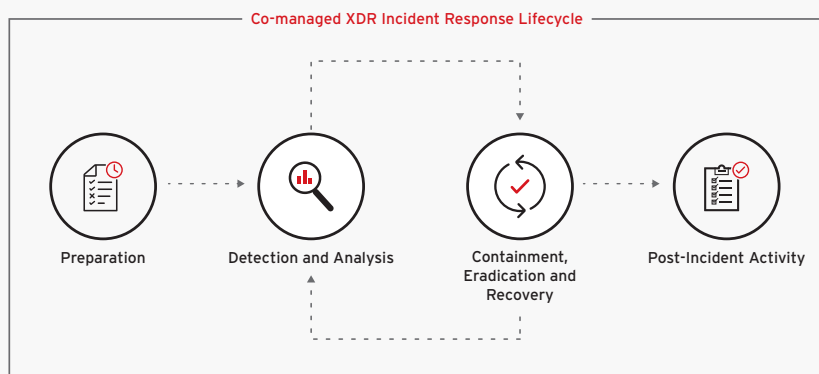 Co-managed XDR Incident Response Lifecycle
Preparation
Detection and Analysis
Containment,
Eradication and
Recovery
Post-Incident Activity